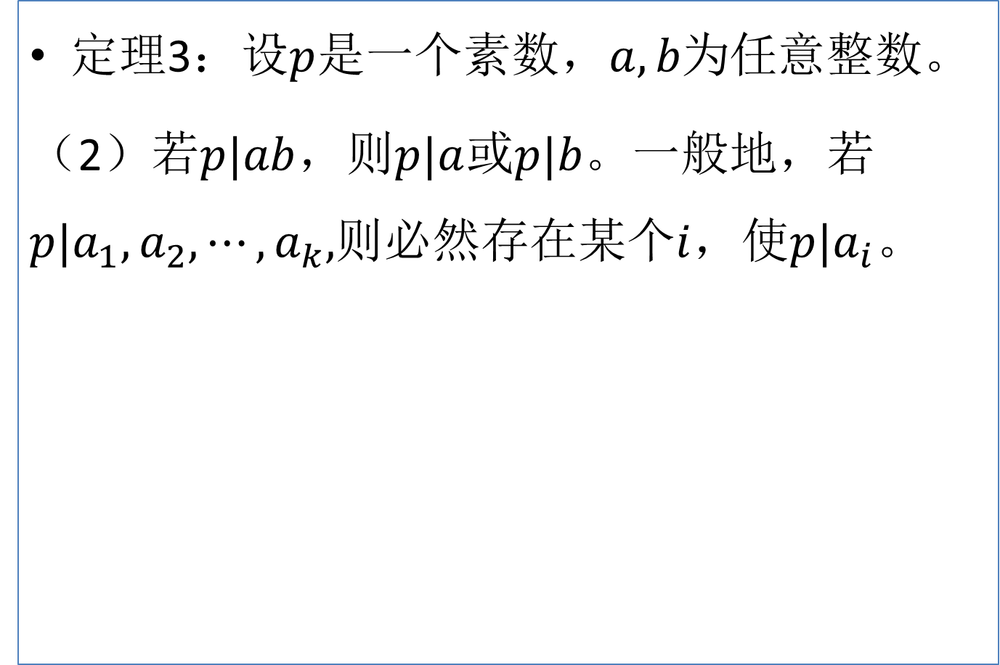 • 定理3：设p是一个素数，a, b为任意整数。
（2）若p|ab，则p|a或p|b。一般地，若
p|a₁, a₂, ⋯ , aₖ,则必然存在某个i，使p|aᵢ。